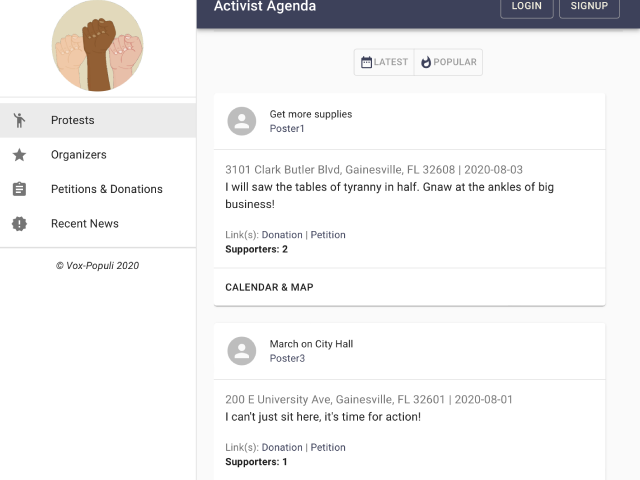 Activist Agenda
LOGIN
SIGNUP
Protests
Organizers
Petitions & Donations
Recent News
© Vox-Populi 2020
LATEST
POPULAR
Get more supplies
Poster1
3101 Clark Butler Blvd, Gainesville, FL 32608 | 2020-08-03
I will saw the tables of tyranny in half. Gnaw at the ankles of big
business!
Link(s): Donation | Petition
Supporters: 2
CALENDAR & MAP
March on City Hall
Poster3
200 E University Ave, Gainesville, FL 32601 | 2020-08-01
I can't just sit here, it's time for action!
Link(s): Donation | Petition
Supporters: 1